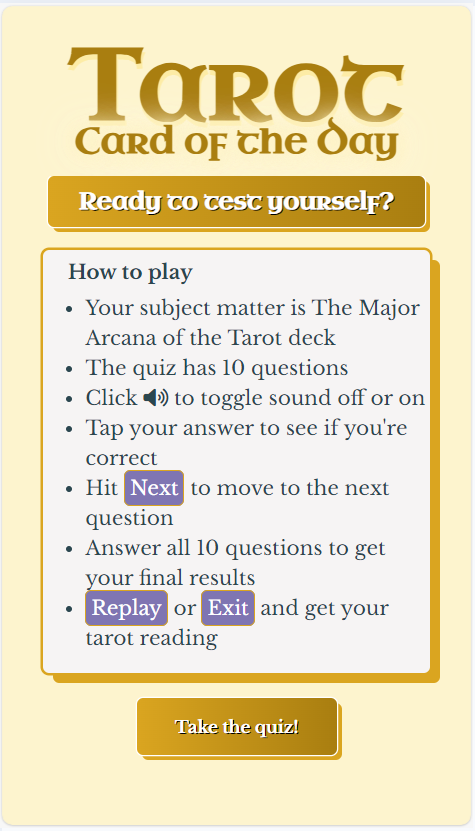 Tarot
Card of the Day
Ready to test yourself?
How to play
Your subject matter is The Major
Arcana of the Tarot deck
The quiz has 10 questions
Click to toggle sound off or on
Tap your answer to see if you're
correct
Hit Next to move to the next
question
Answer all 10 questions to get
your final results
Replay or Exit and get your
tarot reading
Take the quiz!